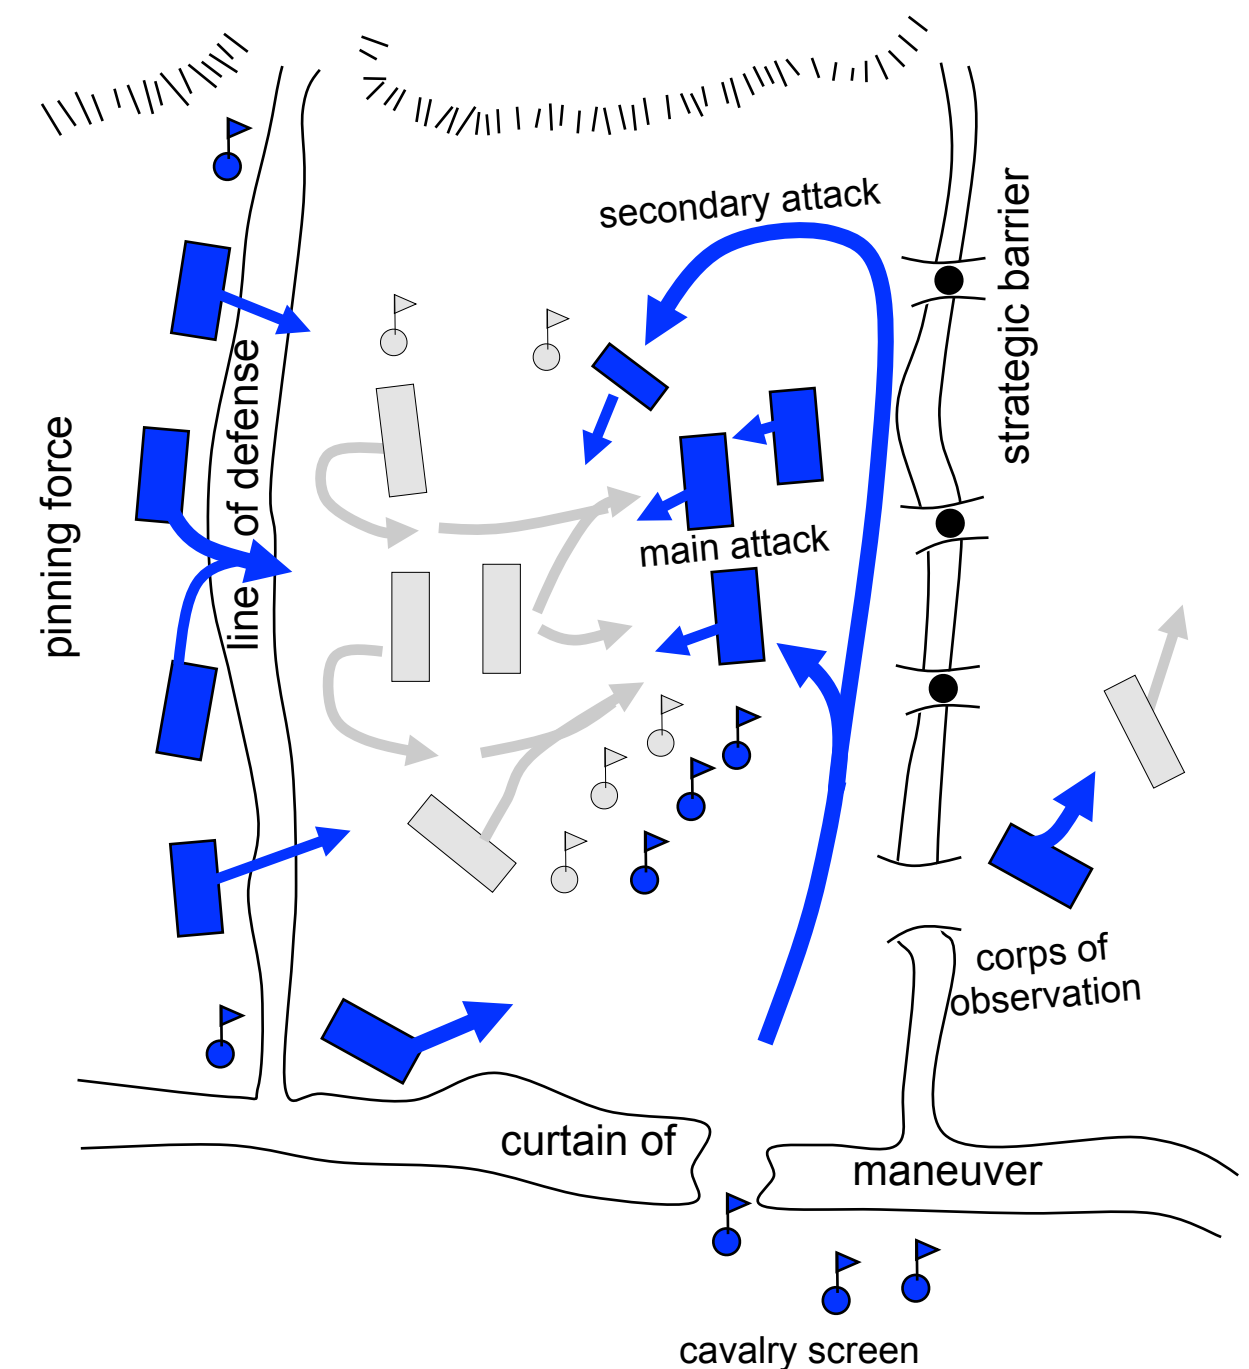 secondary attack
strategic barrier
line of defense
pinning force
main attack
corps of
observation
curtain of
maneuver
cavalry screen